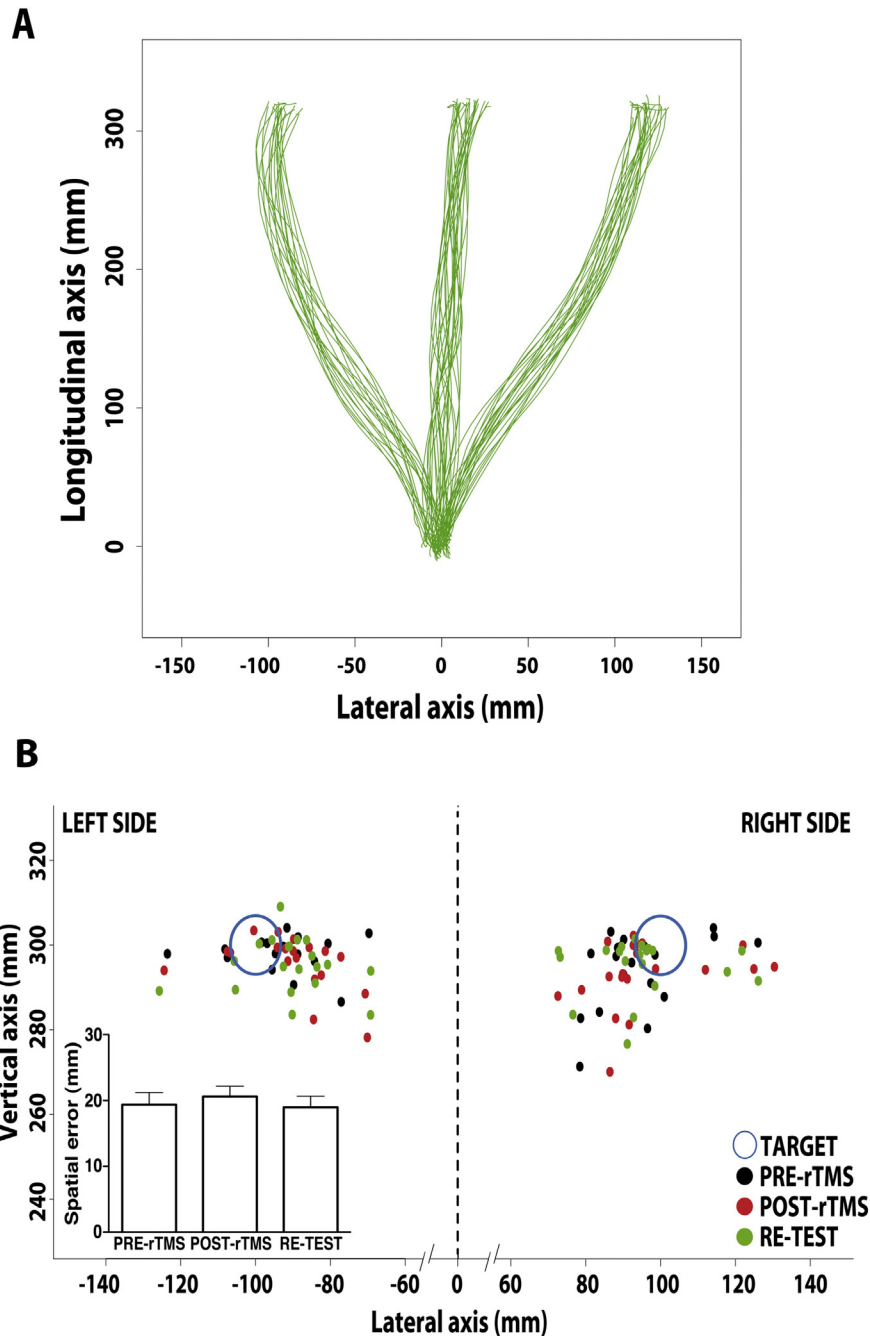 A
Longitudinal axis (mm)
300
200
100
0
-150 -100 -50 0 50 100 150
Lateral axis (mm)
B
LEFT SIDE RIGHT SIDE
Vertical axis (mm)
320
300
280
260
240
Spatial error (mm)
30
20
10
0
PRE-rTMS POST-rTMS RE-TEST
TARGET
PRE-rTMS
POST-rTMS
RE-TEST
-140 -120 -100 -80 -60 0 60 80 100 120 140
Lateral axis (mm)